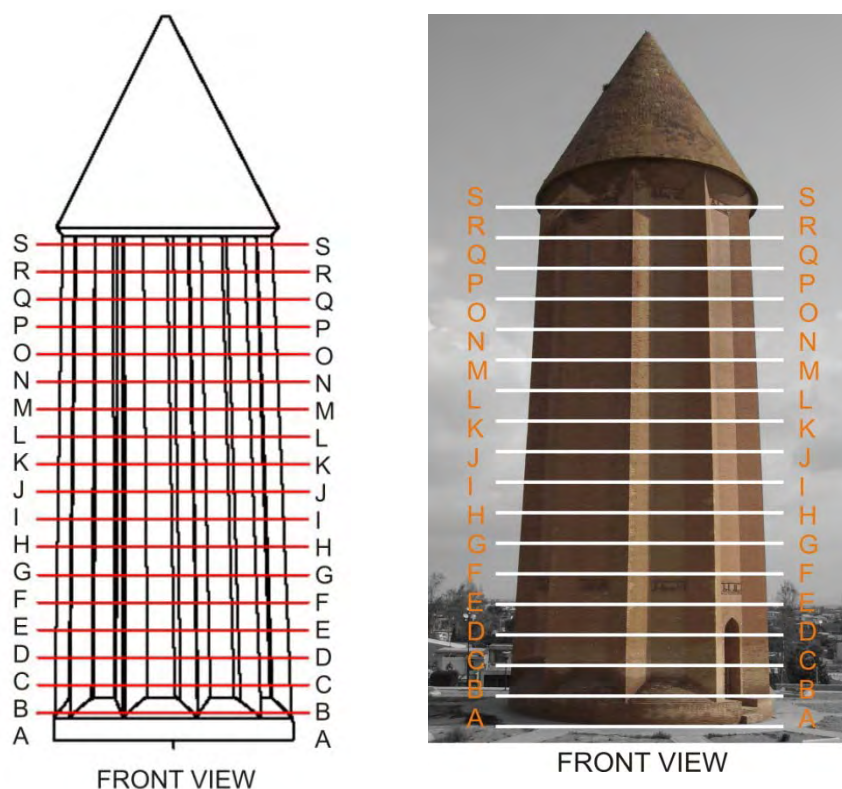 S S
R R
Q Q
P P
O O
N N
M M
L L
K K
J J
I I
H H
G G
F F
E E
D D
C C
B B
A A
FRONT VIEW
S S
R R
Q Q
P P
O O
N N
M M
L L
K K
J J
I I
H H
G G
F F
E E
D D
C C
B B
A A
FRONT VIEW